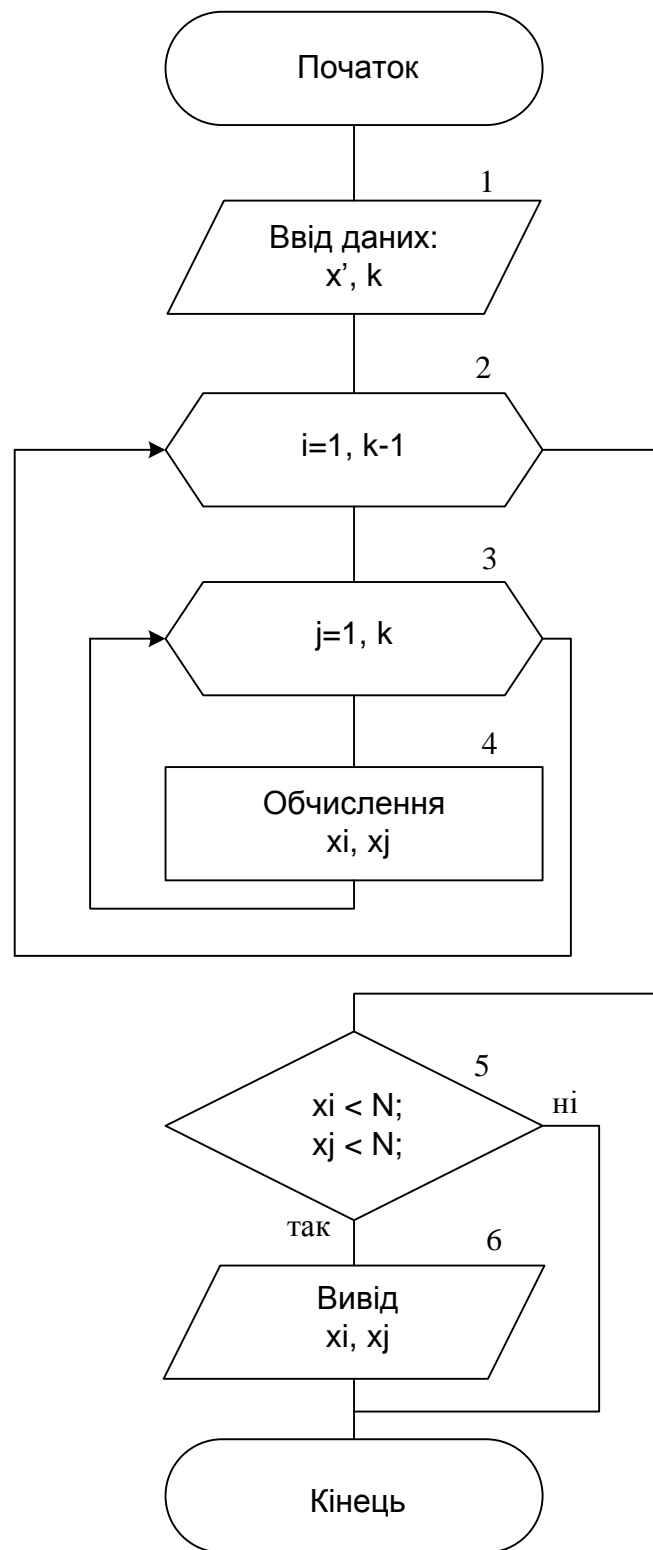 Початок
1
Ввід даних:
x’, k
2
i=1, k-1
3
j=1, k
4
Обчислення
xi, xj
5
xi < N;
xj < N;
ні
так
6
Вивід
xi, xj
Кінець